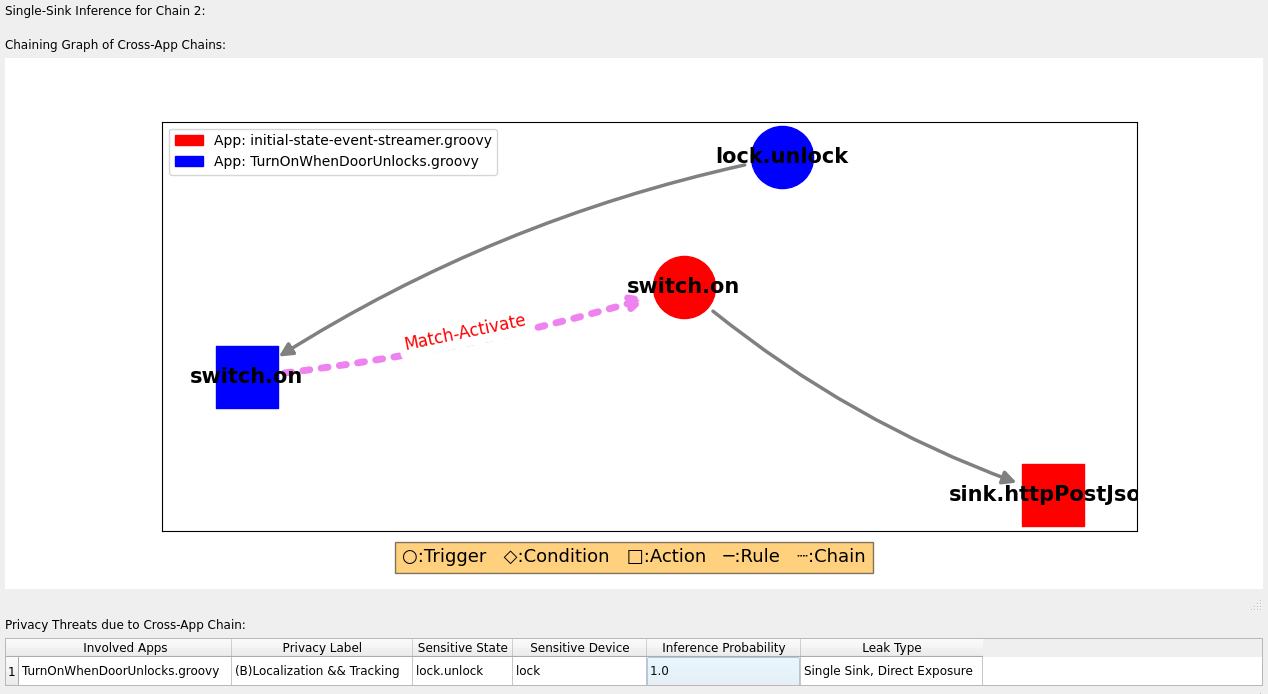 Single-Sink Inference for Chain 2:
Chaining Graph of Cross-App Chains:
App: initial-state-event-streamer.groovy
App: TurnOnWhenDoorUnlocks.groovy
lock.unlock
switch.on
Match-Activate
switch.on
sink.httpPostJso
○:Trigger ◇:Condition □:Action ─:Rule ┈:Chain
Privacy Threats due to Cross-App Chain:
Involved Apps Privacy Label Sensitive State Sensitive Device Inference Probability Leak Type
1 TurnOnWhenDoorUnlocks.groovy (B)Localization && Tracking lock.unlock lock 1.0 Single Sink, Direct Exposure